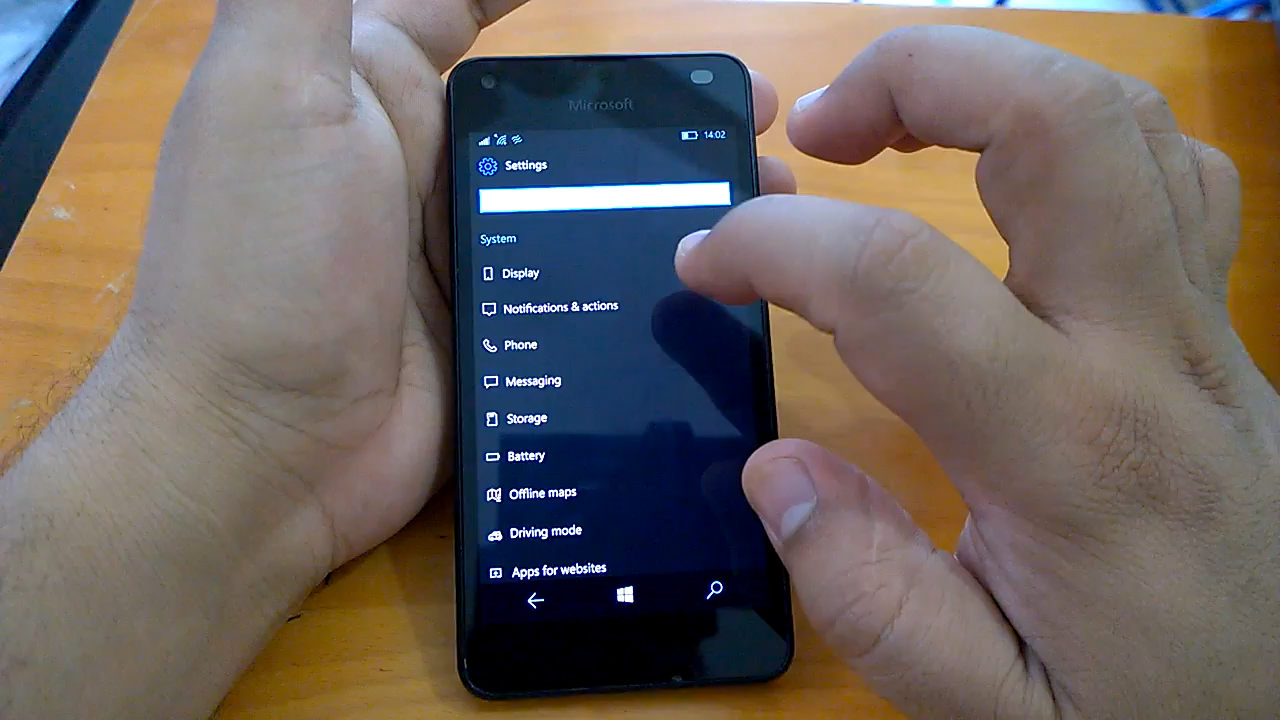 Microsoft
14:02
Settings
System
Display
Notifications & actions
Phone
Messaging
Storage
Battery
Offline maps
Driving mode
Apps for websites